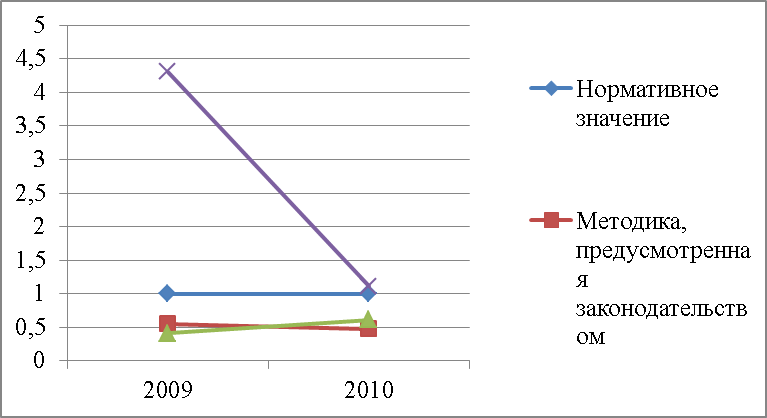 5
4,5
4
3,5
3
2,5
2
1,5
1
0,5
0
2009 2010
Нормативное
значение
Методика,
предусмотренна
я
законодательств
ом